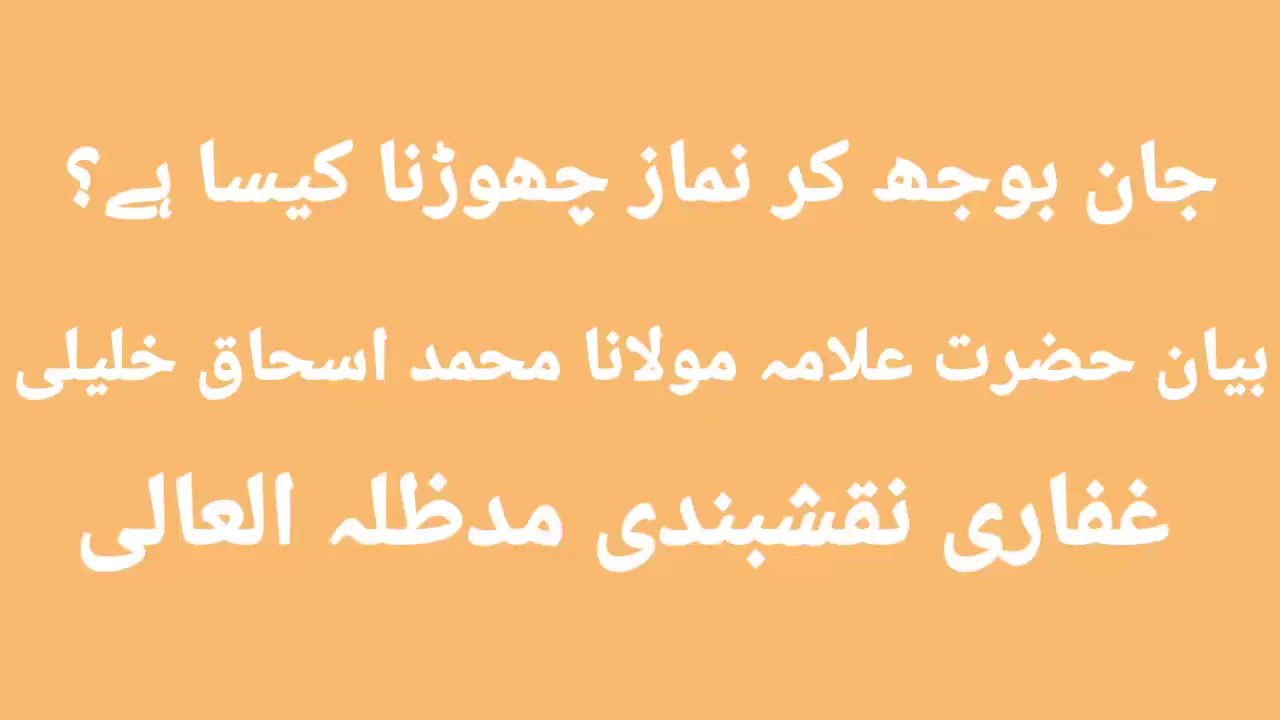 جان بوجھ کر نماز چھوڑنا کیسا ہے؟
بیان حضرت علامہ مولانا محمد اسحاق خلیلی
غفاری نقشبندی مدظلہ العالی